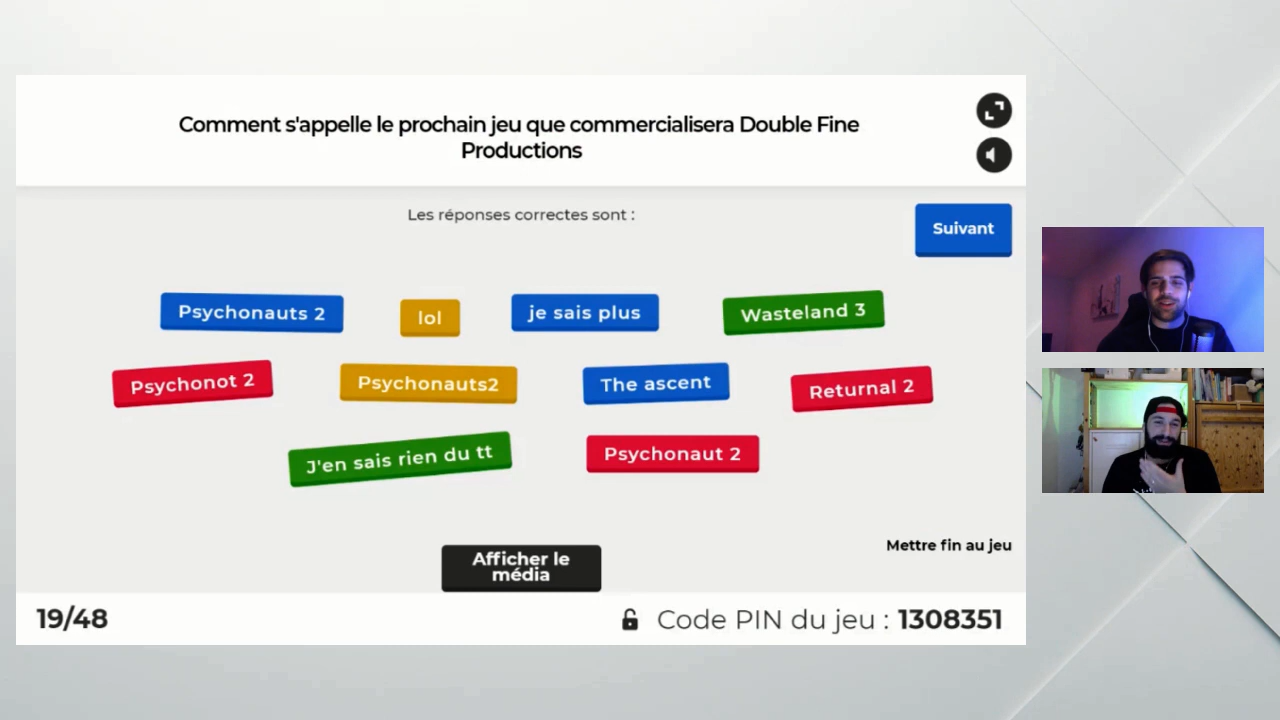 Comment s'appelle le prochain jeu que commercialisera Double Fine
Productions
Les réponses correctes sont :
Suivant
Psychonauts 2
lol
je sais plus
Wasteland 3
Psychonot 2
Psychonauts2
The ascent
Returnal 2
J'en sais rien du tt
Psychonaut 2
Mettre fin au jeu
Afficher le
média
19/48
Code PIN du jeu : 1308351